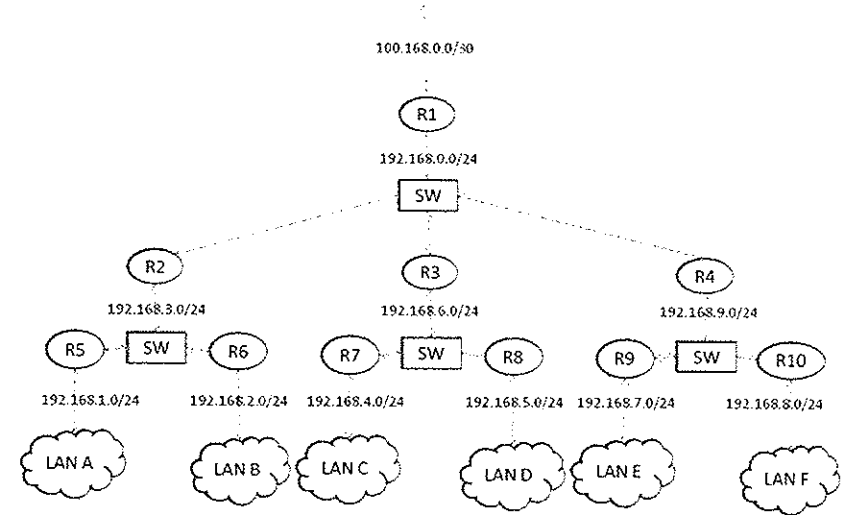 100.168.0.0/30
R1
192.168.0.0/24
SW
R2
R3
R4
192.168.3.0/24
192.168.6.0/24
192.168.9.0/24
R5
SW
R6
R7
SW
R8
R9
SW
R10
192.168.1.0/24
192.168.2.0/24
192.168.4.0/24
192.168.5.0/24
192.168.7.0/24
192.168.8.0/24
LAN A
LAN B
LAN C
LAN D
LAN E
LAN F